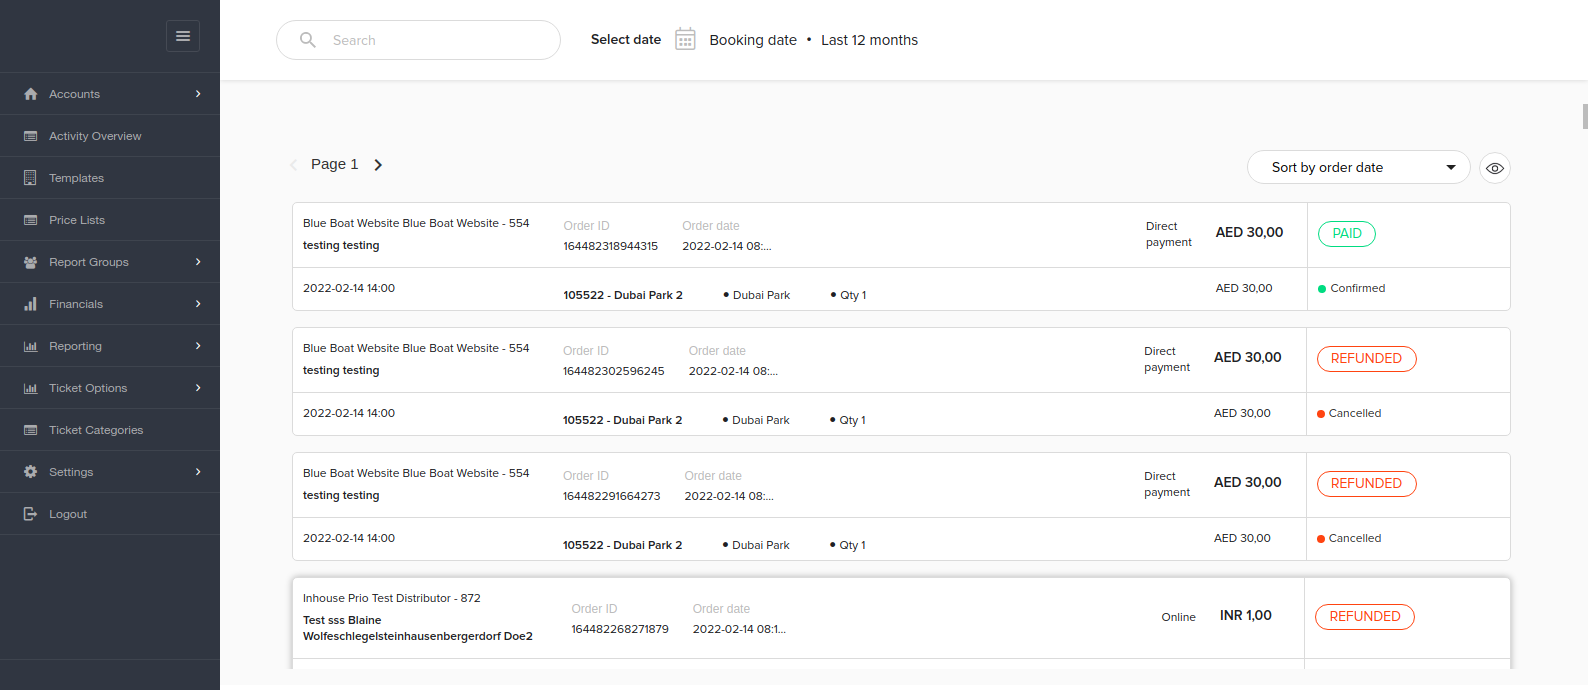 Search
Select date
Booking date • Last 12 months
Accounts
Activity Overview
Templates
Price Lists
Report Groups
Financials
Reporting
Ticket Options
Ticket Categories
Settings
Logout
Page 1
Sort by order date
Blue Boat Website Blue Boat Website - 554
testing testing
Order ID
164482318944315
Order date
2022-02-14 08:...
Direct
payment
AED 30,00
PAID
2022-02-14 14:00
105522 - Dubai Park 2
• Dubai Park
• Qty 1
AED 30,00
Confirmed
Blue Boat Website Blue Boat Website - 554
testing testing
Order ID
164482302596245
Order date
2022-02-14 08:...
Direct
payment
AED 30,00
REFUNDED
2022-02-14 14:00
105522 - Dubai Park 2
• Dubai Park
• Qty 1
AED 30,00
Cancelled
Blue Boat Website Blue Boat Website - 554
testing testing
Order ID
164482291664273
Order date
2022-02-14 08:...
Direct
payment
AED 30,00
REFUNDED
2022-02-14 14:00
105522 - Dubai Park 2
• Dubai Park
• Qty 1
AED 30,00
Cancelled
Inhouse Prio Test Distributor - 872
Test sss Blaine
Wolfeschlegelsteinhausenbergerdorf Doe2
Order ID
164482268271879
Order date
2022-02-14 08:1...
Online
INR 1,00
REFUNDED